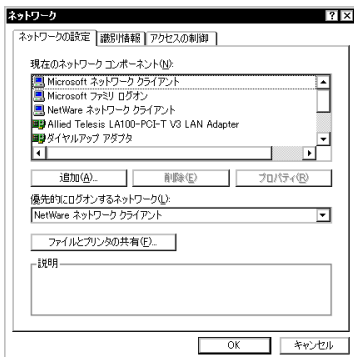 ネットワーク
ネットワークの設定 識別情報 アクセスの制御
現在のネットワーク コンポーネント(N):
Microsoft ネットワーク クライアント
Microsoft ファミリ ログオン
NetWare ネットワーク クライアント
Allied Telesis LA100-PCI-T V3 LAN Adapter
ダイヤルアップ アダプタ
追加(A)... 削除(E) プロパティ(R)
優先的にログオンするネットワーク(L):
NetWare ネットワーク クライアント
ファイルとプリンタの共有(F)...
説明
OK キャンセル